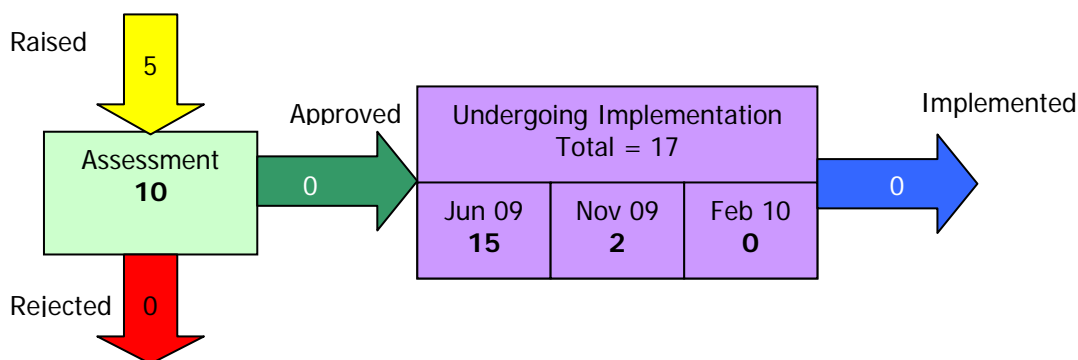 Raised
5
Assessment
10
Approved
0
Undergoing Implementation
Total = 17
Jun 09
15
Nov 09
2
Feb 10
0
Implemented
0
Rejected
0